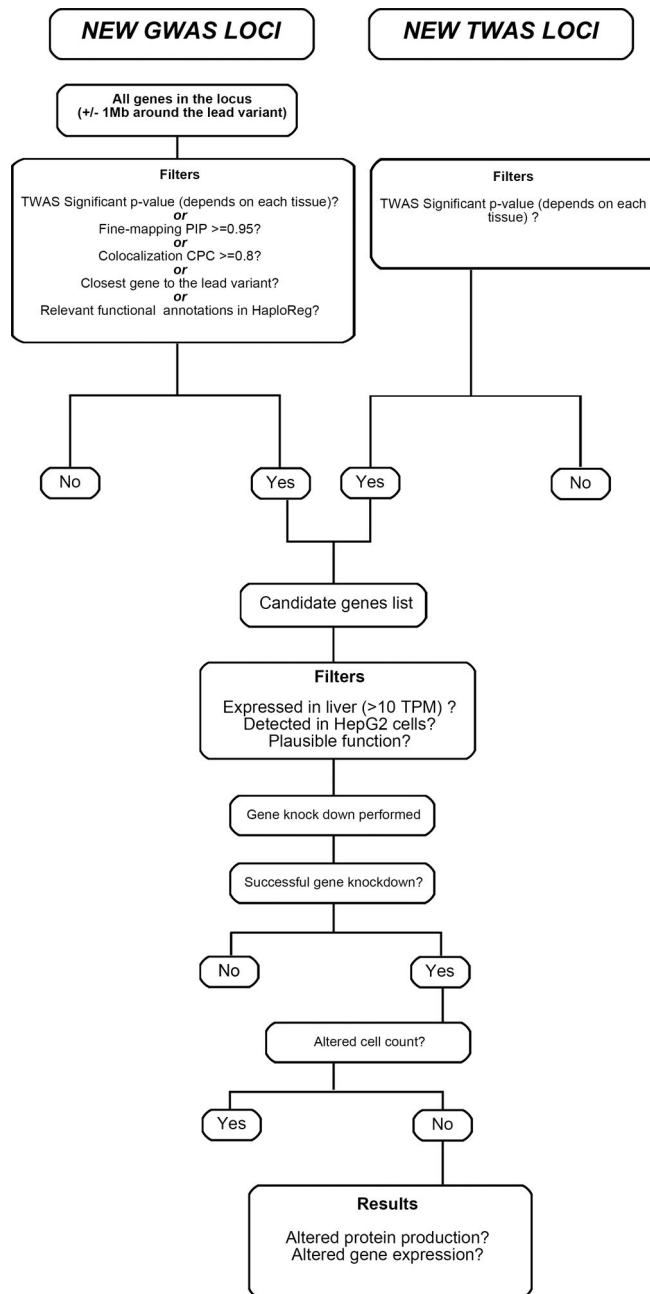 NEW GWAS LOCI
NEW TWAS LOCI
All genes in the locus
(+/- 1Mb around the lead variant)
Filters
TWAS Significant p-value (depends on each tissue)?
or
Fine-mapping PIP >=0.95?
or
Colocalization CPC >=0.8?
or
Closest gene to the lead variant?
or
Relevant functional annotations in HaploReg?
Filters
TWAS Significant p-value (depends on each
tissue) ?
No
Yes
Yes
No
Candidate genes list
Filters
Expressed in liver (>10 TPM) ?
Detected in HepG2 cells?
Plausible function?
Gene knock down performed
Successful gene knockdown?
No
Yes
Altered cell count?
Yes
No
Results
Altered protein production?
Altered gene expression?